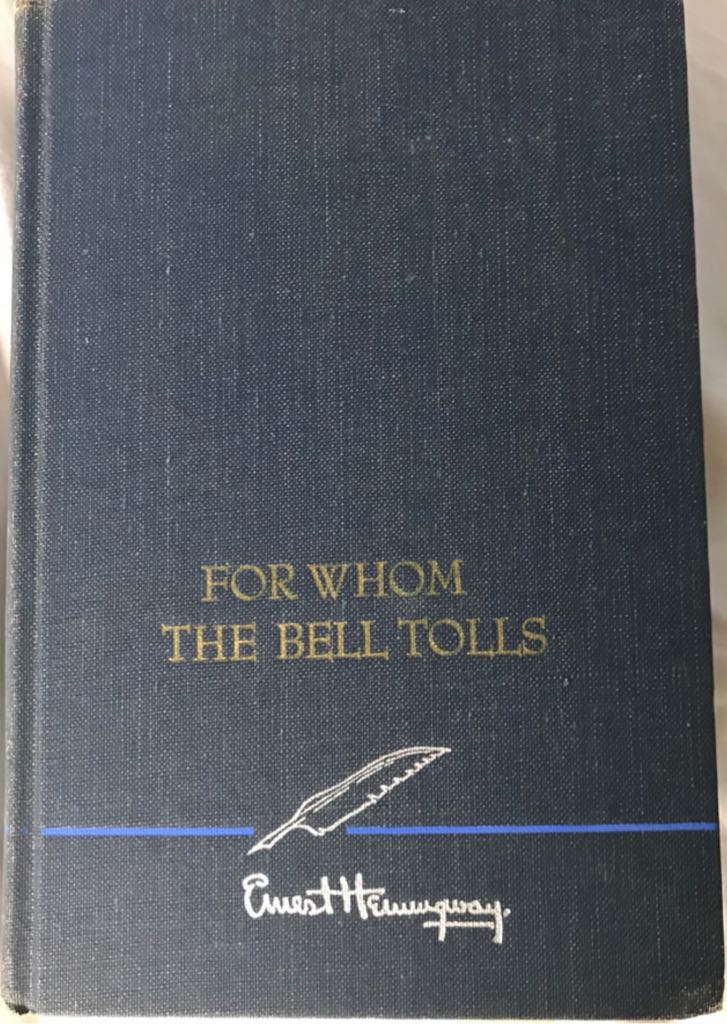 FOR WHOM
THE BELL TOLLS
Ernest Hemingway